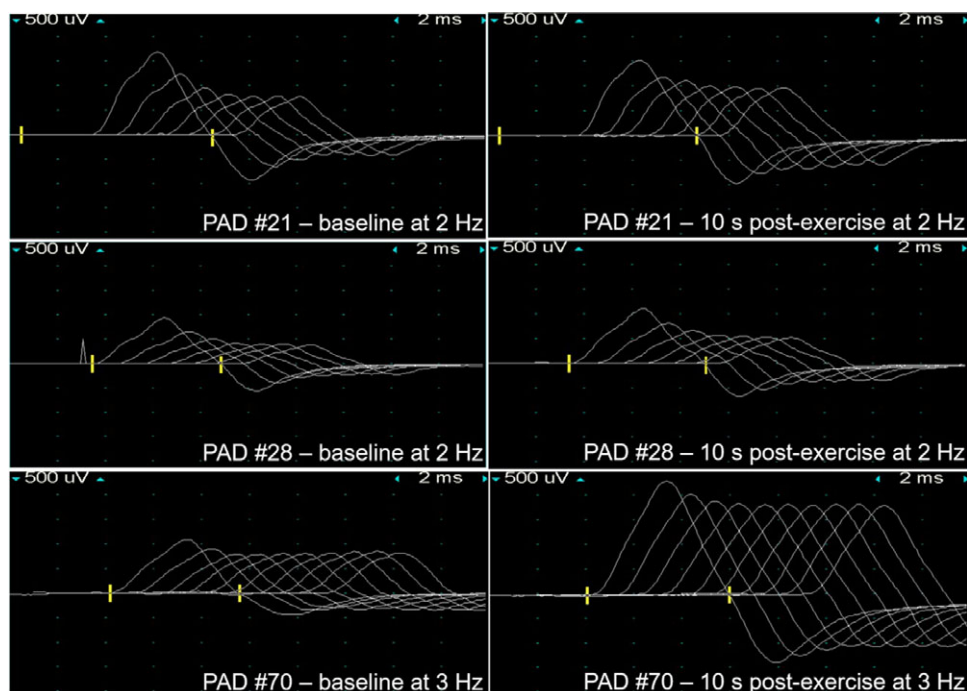 500 uV 2 ms
500 uV 2 ms
PAD #21 – baseline at 2 Hz
PAD #21 – 10 s post-exercise at 2 Hz
500 uV 2 ms
500 uV 2 ms
PAD #28 – baseline at 2 Hz
PAD #28 – 10 s post-exercise at 2 Hz
500 uV 2 ms
500 uV 2 ms
PAD #70 – baseline at 3 Hz
PAD #70 – 10 s post-exercise at 3 Hz